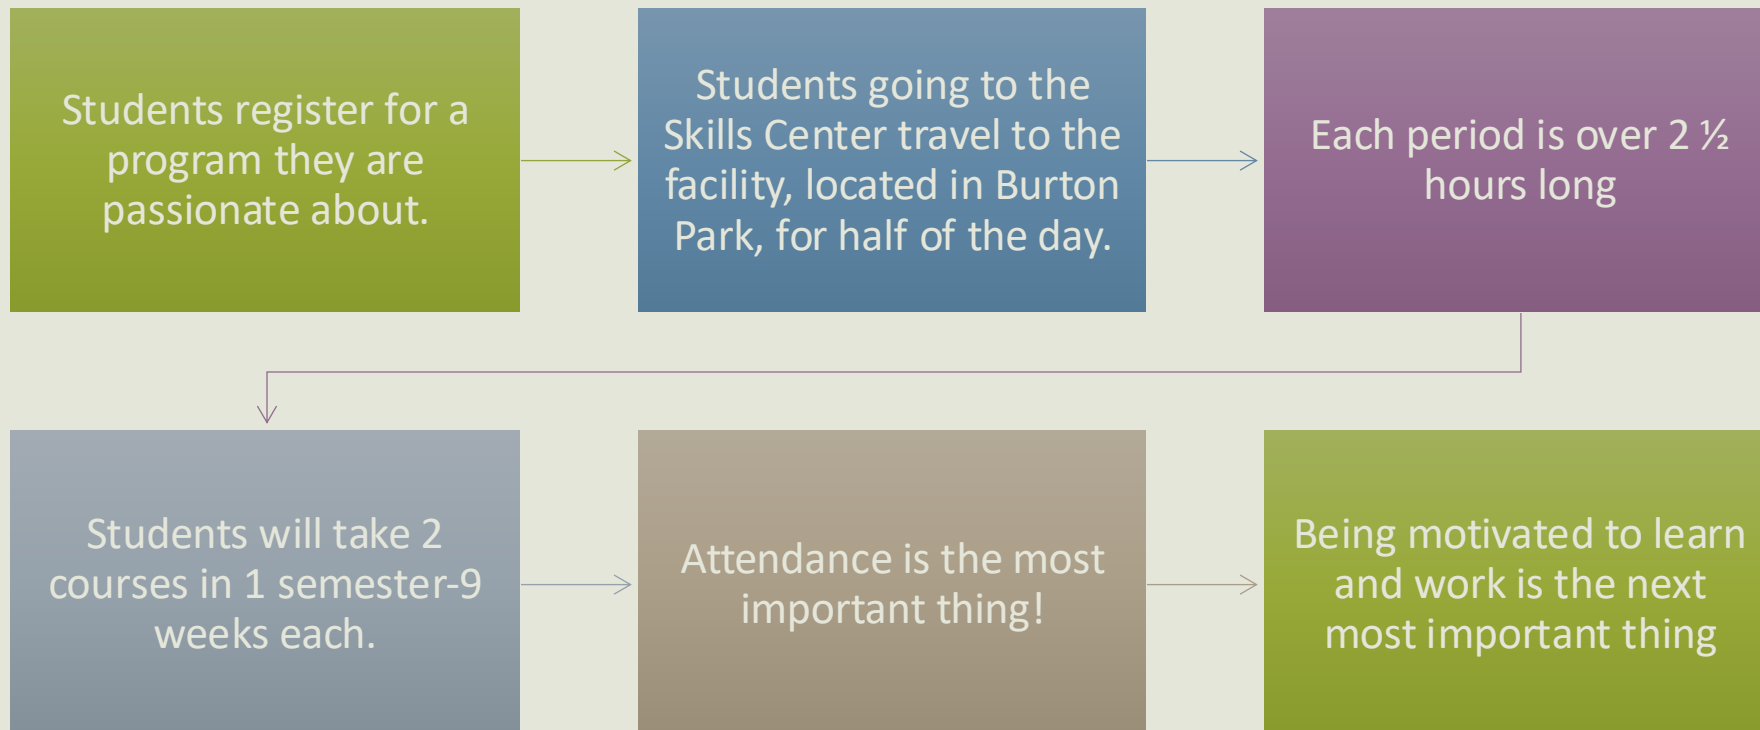 Students register for a
program they are
passionate about.
Students going to the
Skills Center travel to the
facility, located in Burton
Park, for half of the day.
Each period is over 2 ½
hours long
Students will take 2
courses in 1 semester-9
weeks each.
Attendance is the most
important thing!
Being motivated to learn
and work is the next
most important thing